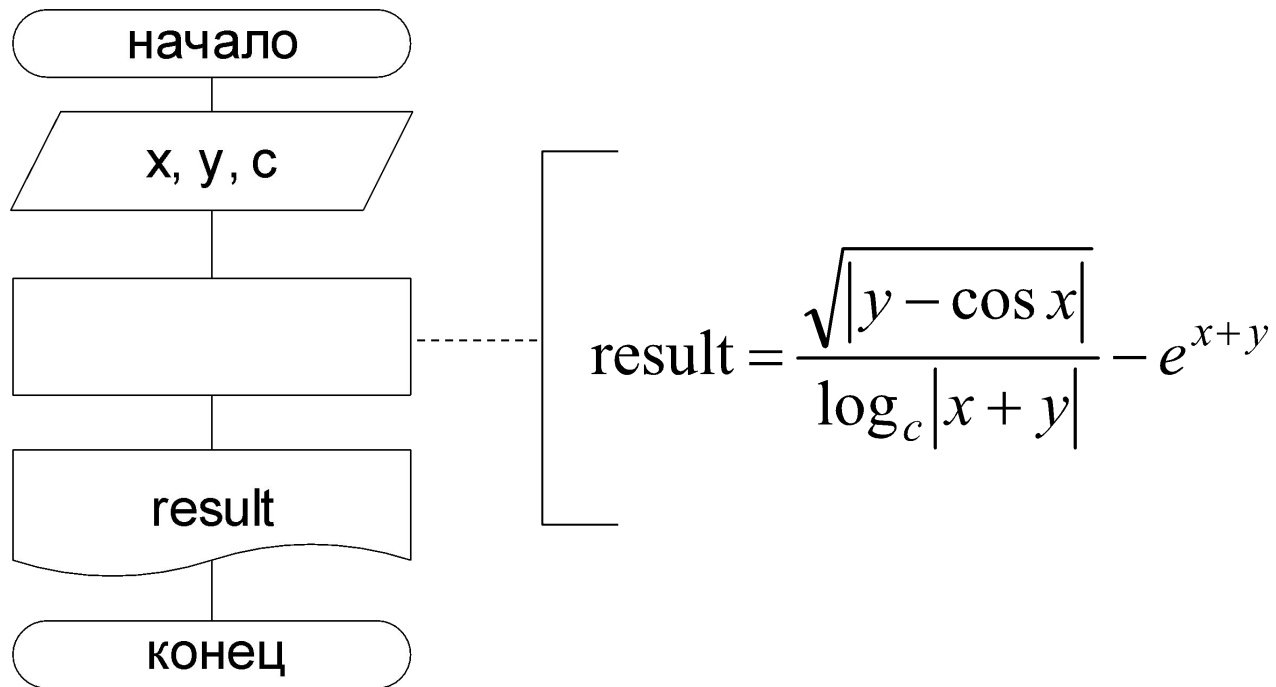 начало
x, y, c
result = √|y − cos x| / log_c|x + y| − e^{x+y}
result
конец